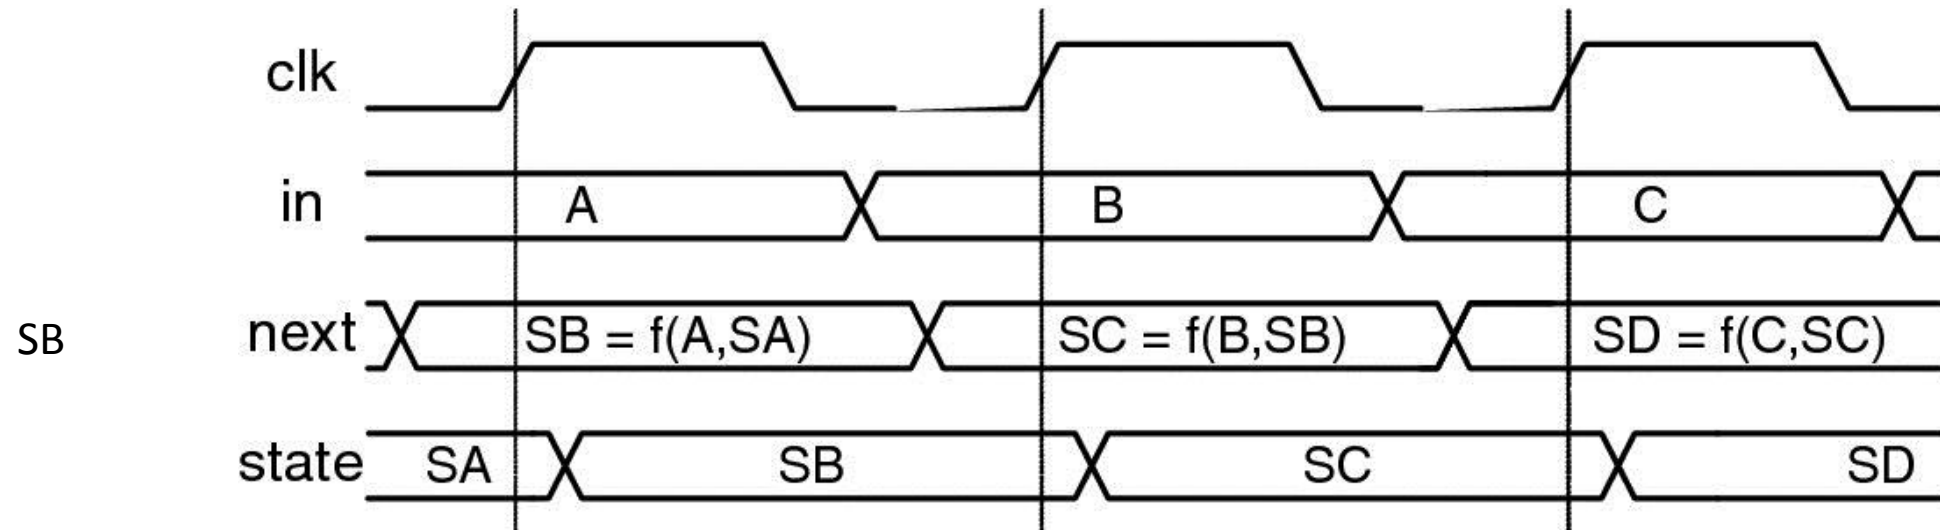 clk
in A B C
SB next SB = f(A,SA) SC = f(B,SB) SD = f(C,SC)
state SA SB SC SD